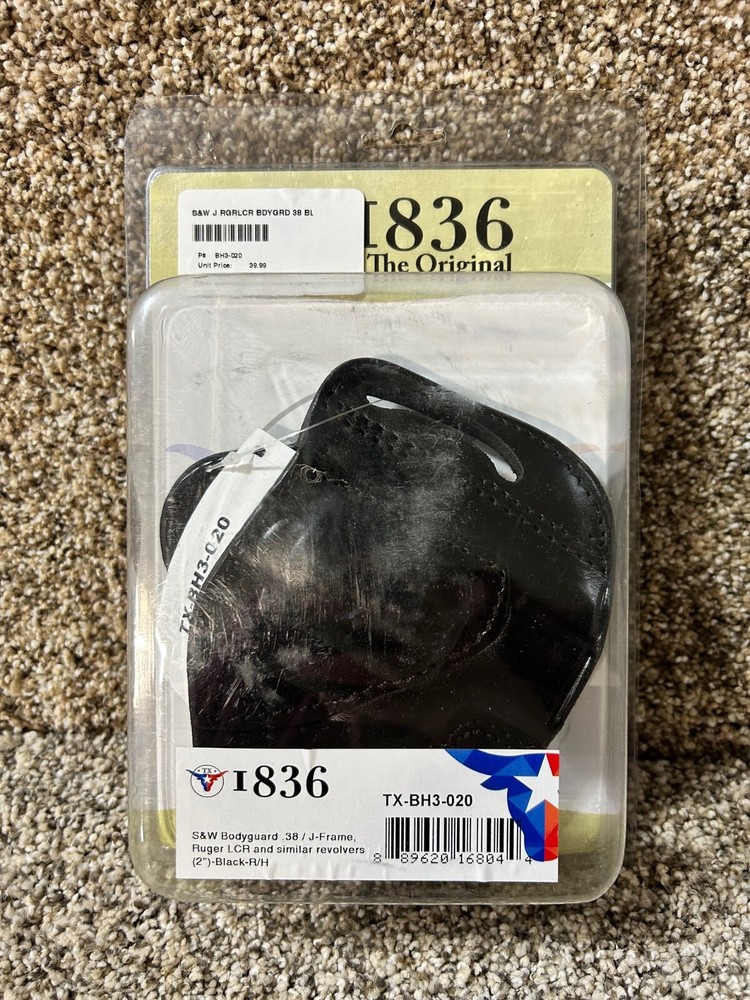 S&W J RGRLCR BDYGRD 38 BL
P# BH3-020
Unit Price: 39.99
1836
The Original
TX-BH3-020
TX
1836
TX-BH3-020
S&W Bodyguard .38 / J-Frame,
Ruger LCR and similar revolvers
(2")-Black-R/H
8 89620 16804 4